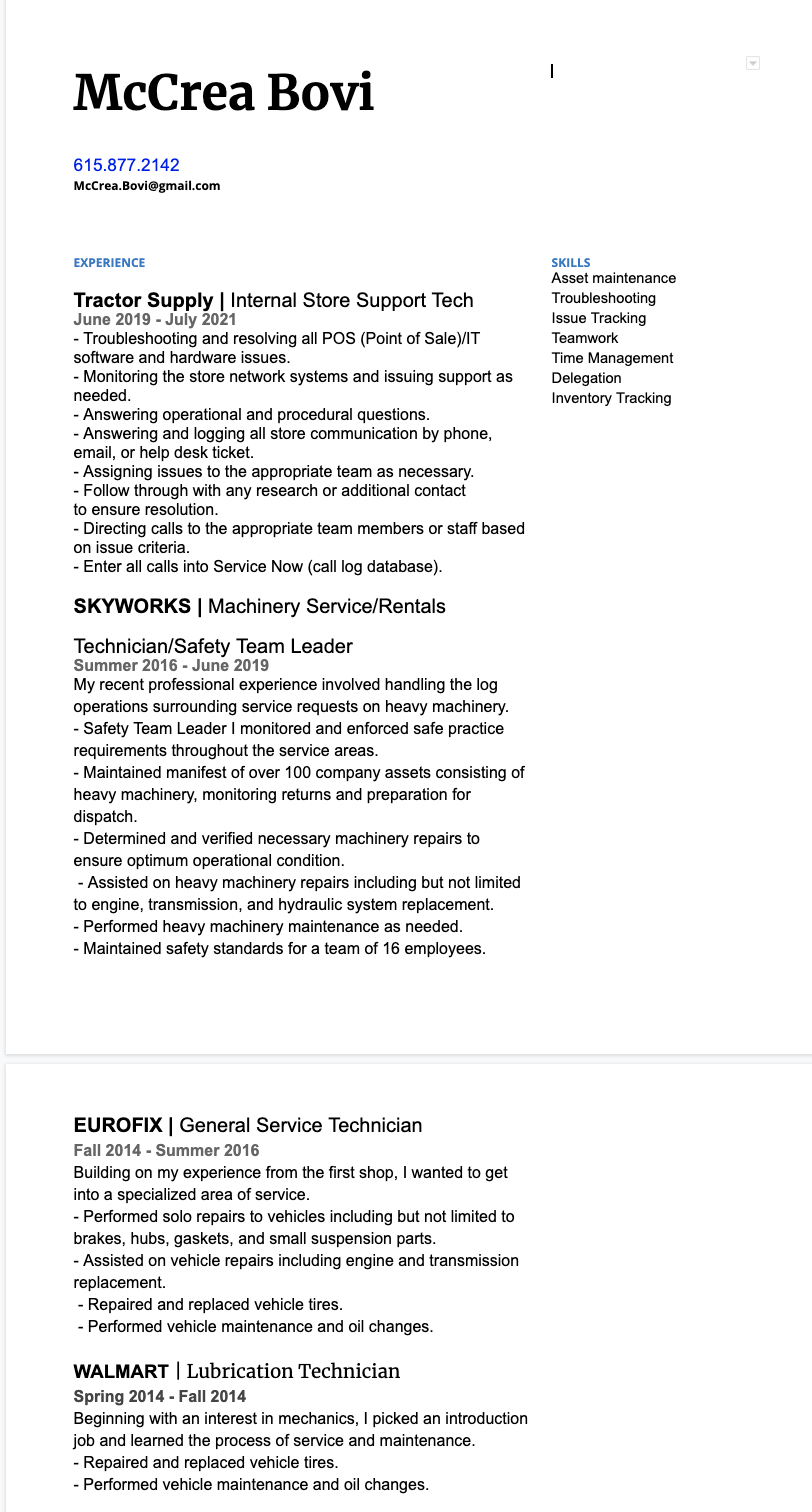 McCrea Bovi
615.877.2142
McCrea.Bovi@gmail.com
EXPERIENCE
Tractor Supply | Internal Store Support Tech
June 2019 - July 2021
- Troubleshooting and resolving all POS (Point of Sale)/IT
software and hardware issues.
- Monitoring the store network systems and issuing support as
needed.
- Answering operational and procedural questions.
- Answering and logging all store communication by phone,
email, or help desk ticket.
- Assigning issues to the appropriate team as necessary.
- Follow through with any research or additional contact
to ensure resolution.
- Directing calls to the appropriate team members or staff based
on issue criteria.
- Enter all calls into Service Now (call log database).
SKYWORKS | Machinery Service/Rentals
Technician/Safety Team Leader
Summer 2016 - June 2019
My recent professional experience involved handling the log
operations surrounding service requests on heavy machinery.
- Safety Team Leader I monitored and enforced safe practice
requirements throughout the service areas.
- Maintained manifest of over 100 company assets consisting of
heavy machinery, monitoring returns and preparation for
dispatch.
- Determined and verified necessary machinery repairs to
ensure optimum operational condition.
- Assisted on heavy machinery repairs including but not limited
to engine, transmission, and hydraulic system replacement.
- Performed heavy machinery maintenance as needed.
- Maintained safety standards for a team of 16 employees.
SKILLS
Asset maintenance
Troubleshooting
Issue Tracking
Teamwork
Time Management
Delegation
Inventory Tracking
EUROFIX | General Service Technician
Fall 2014 - Summer 2016
Building on my experience from the first shop, I wanted to get
into a specialized area of service.
- Performed solo repairs to vehicles including but not limited to
brakes, hubs, gaskets, and small suspension parts.
- Assisted on vehicle repairs including engine and transmission
replacement.
- Repaired and replaced vehicle tires.
- Performed vehicle maintenance and oil changes.
WALMART | Lubrication Technician
Spring 2014 - Fall 2014
Beginning with an interest in mechanics, I picked an introduction
job and learned the process of service and maintenance.
- Repaired and replaced vehicle tires.
- Performed vehicle maintenance and oil changes.